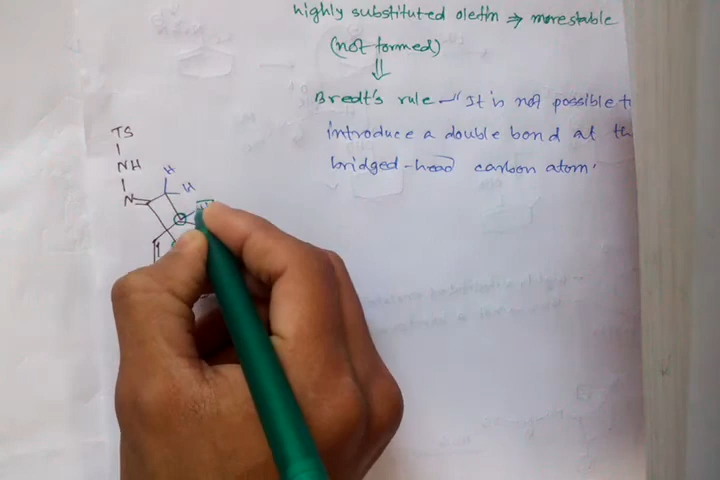 highly substituted olefin ⇒ more stable
(not formed)
⇓
Bredt's rule - "It is not possible t
introduce a double bond at th
bridged-head carbon atom.
TS
NH
N
H
H